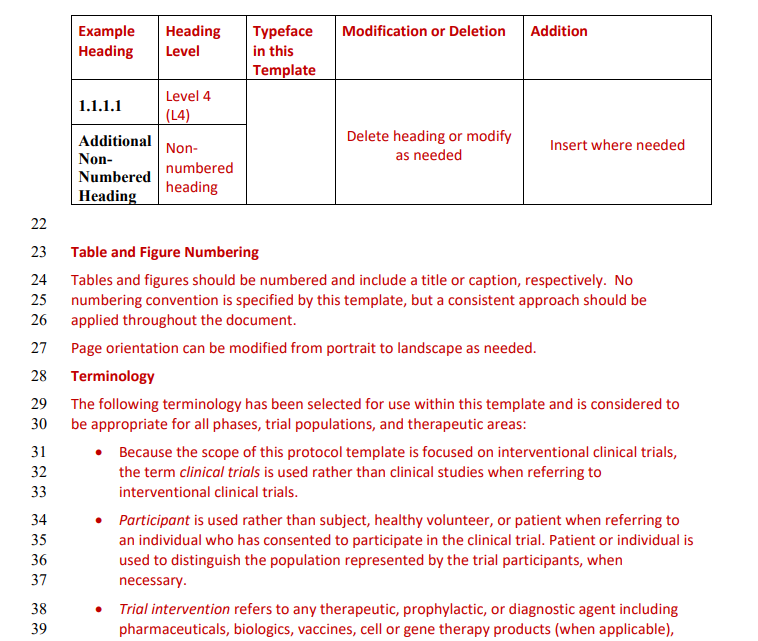 Example Heading Heading Level Typeface in this Template Modification or Deletion Addition
1.1.1.1 Level 4 (L4)
Additional Non-Numbered Heading Non-numbered heading Delete heading or modify as needed Insert where needed
22
23 Table and Figure Numbering
24 Tables and figures should be numbered and include a title or caption, respectively.  No
25 numbering convention is specified by this template, but a consistent approach should be
26 applied throughout the document.
27 Page orientation can be modified from portrait to landscape as needed.
28 Terminology
29 The following terminology has been selected for use within this template and is considered to
30 be appropriate for all phases, trial populations, and therapeutic areas:
31 • Because the scope of this protocol template is focused on interventional clinical trials,
32 the term clinical trials is used rather than clinical studies when referring to
33 interventional clinical trials.
34 • Participant is used rather than subject, healthy volunteer, or patient when referring to
35 an individual who has consented to participate in the clinical trial. Patient or individual is
36 used to distinguish the population represented by the trial participants, when
37 necessary.
38 • Trial intervention refers to any therapeutic, prophylactic, or diagnostic agent including
39 pharmaceuticals, biologics, vaccines, cell or gene therapy products (when applicable),